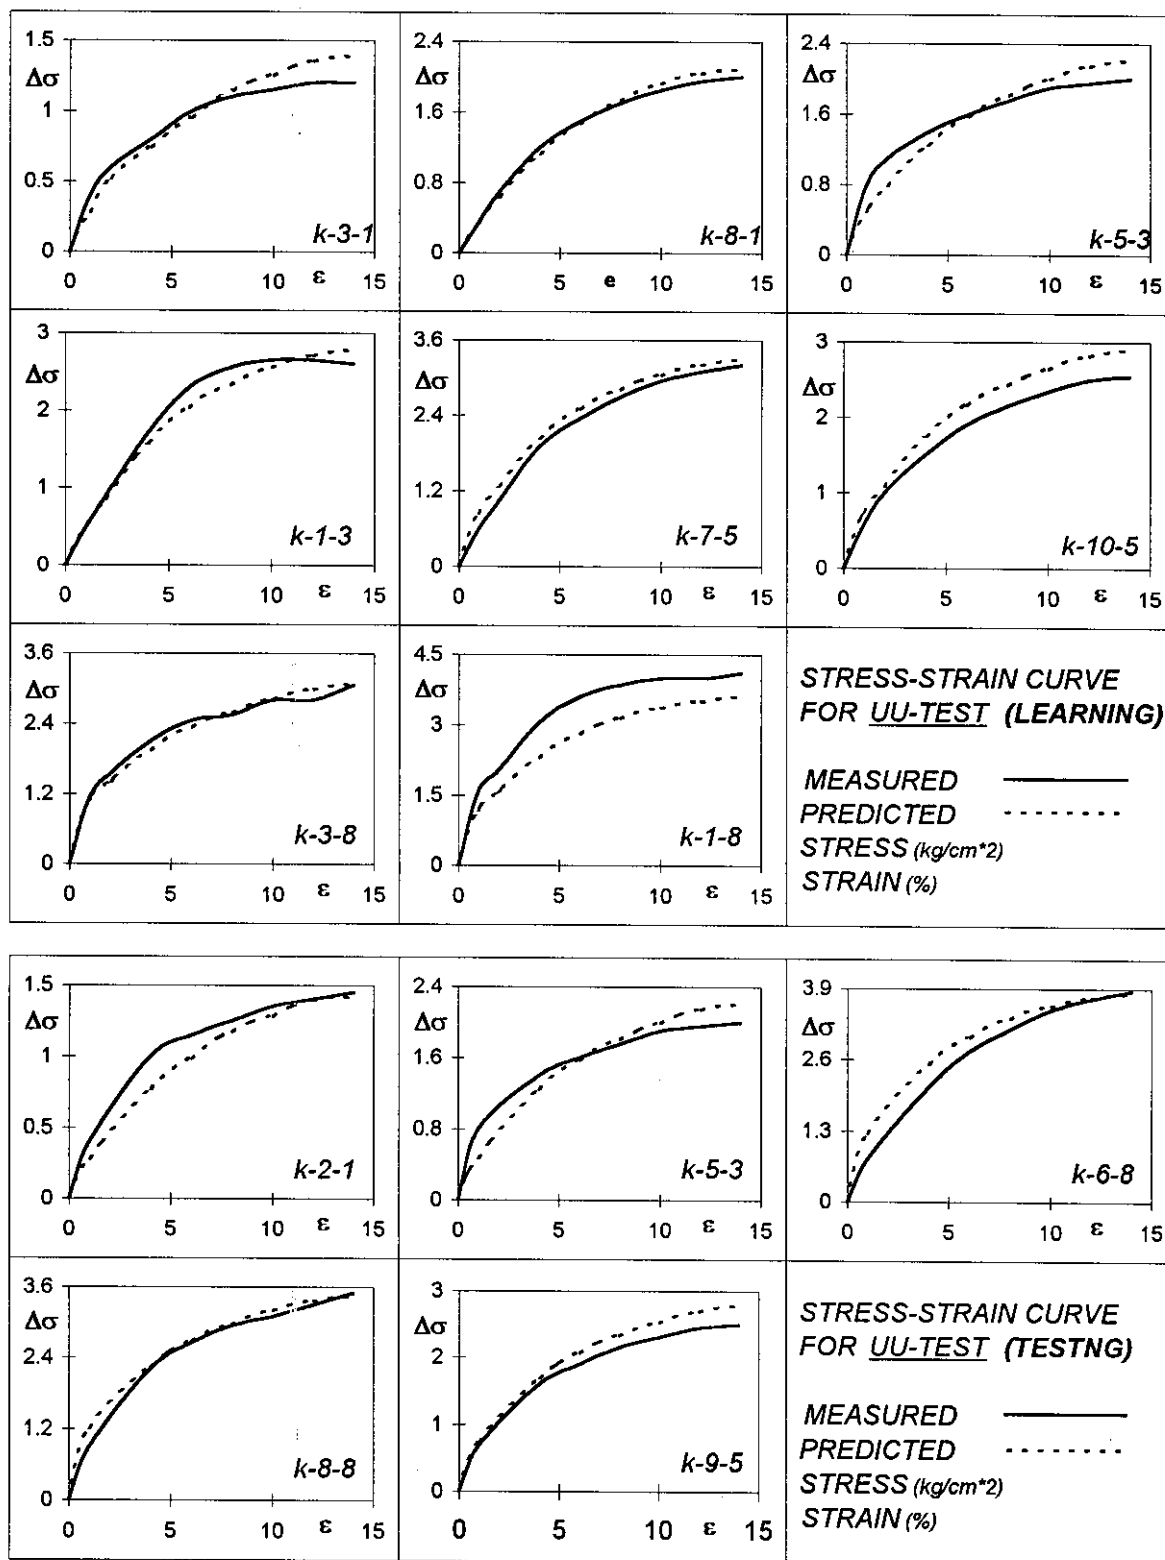 1.5
Δσ
1
0.5
0
k-3-1
0 5 ε 15
2.4
Δσ
1.6
0.8
0
k-8-1
0 5 e 10 15
2.4
Δσ
1.6
0.8
0
k-5-3
0 5 10 ε 15
3
Δσ
2
1
0
k-1-3
0 5 10 ε 15
3.6
Δσ
2.4
1.2
0
k-7-5
0 5 10 ε 15
3
Δσ
2
1
0
k-10-5
0 5 10 ε 15
3.6
Δσ
2.4
1.2
0
k-3-8
0 5 10 ε 15
4.5
Δσ
3
1.5
0
k-1-8
0 5 10 ε 15
STRESS-STRAIN CURVE
FOR UU-TEST (LEARNING)
MEASURED
PREDICTED
STRESS (kg/cm*2)
STRAIN (%)
1.5
Δσ
1
0.5
0
k-2-1
0 5 10 ε 15
2.4
Δσ
1.6
0.8
0
k-5-3
0 5 10 ε 15
3.9
Δσ
2.6
1.3
0
k-6-8
0 5 10 ε 15
3.6
Δσ
2.4
1.2
0
k-8-8
0 5 10 ε 15
3
Δσ
2
1
0
k-9-5
0 5 10 ε 15
STRESS-STRAIN CURVE
FOR UU-TEST (TESTNG)
MEASURED
PREDICTED
STRESS (kg/cm*2)
STRAIN (%)